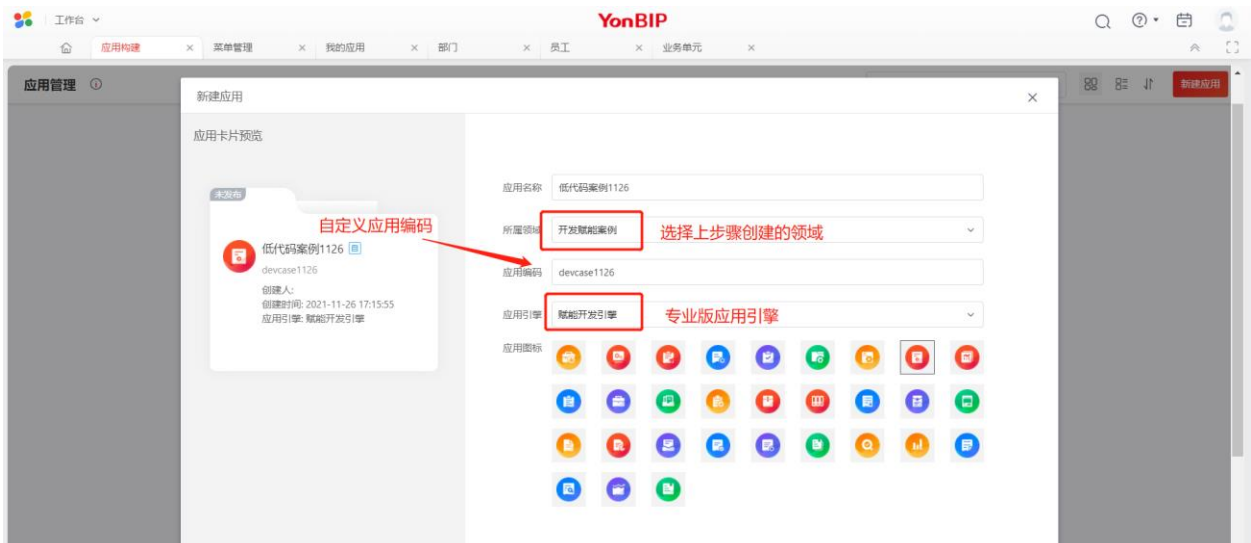 工作台
YonBIP
应用构建
菜单管理
我的应用
部门
员工
业务单元
应用管理
新建应用
新建应用
应用卡片预览
未发布
低代码案例1126
devcase1126
创建人:
创建时间: 2021-11-26 17:15:55
应用引擎: 赋能开发引擎
自定义应用编码
应用名称 低代码案例1126
所属领域 开发赋能案例 选择上步骤创建的领域
应用编码 devcase1126
应用引擎 赋能开发引擎 专业版应用引擎
应用图标